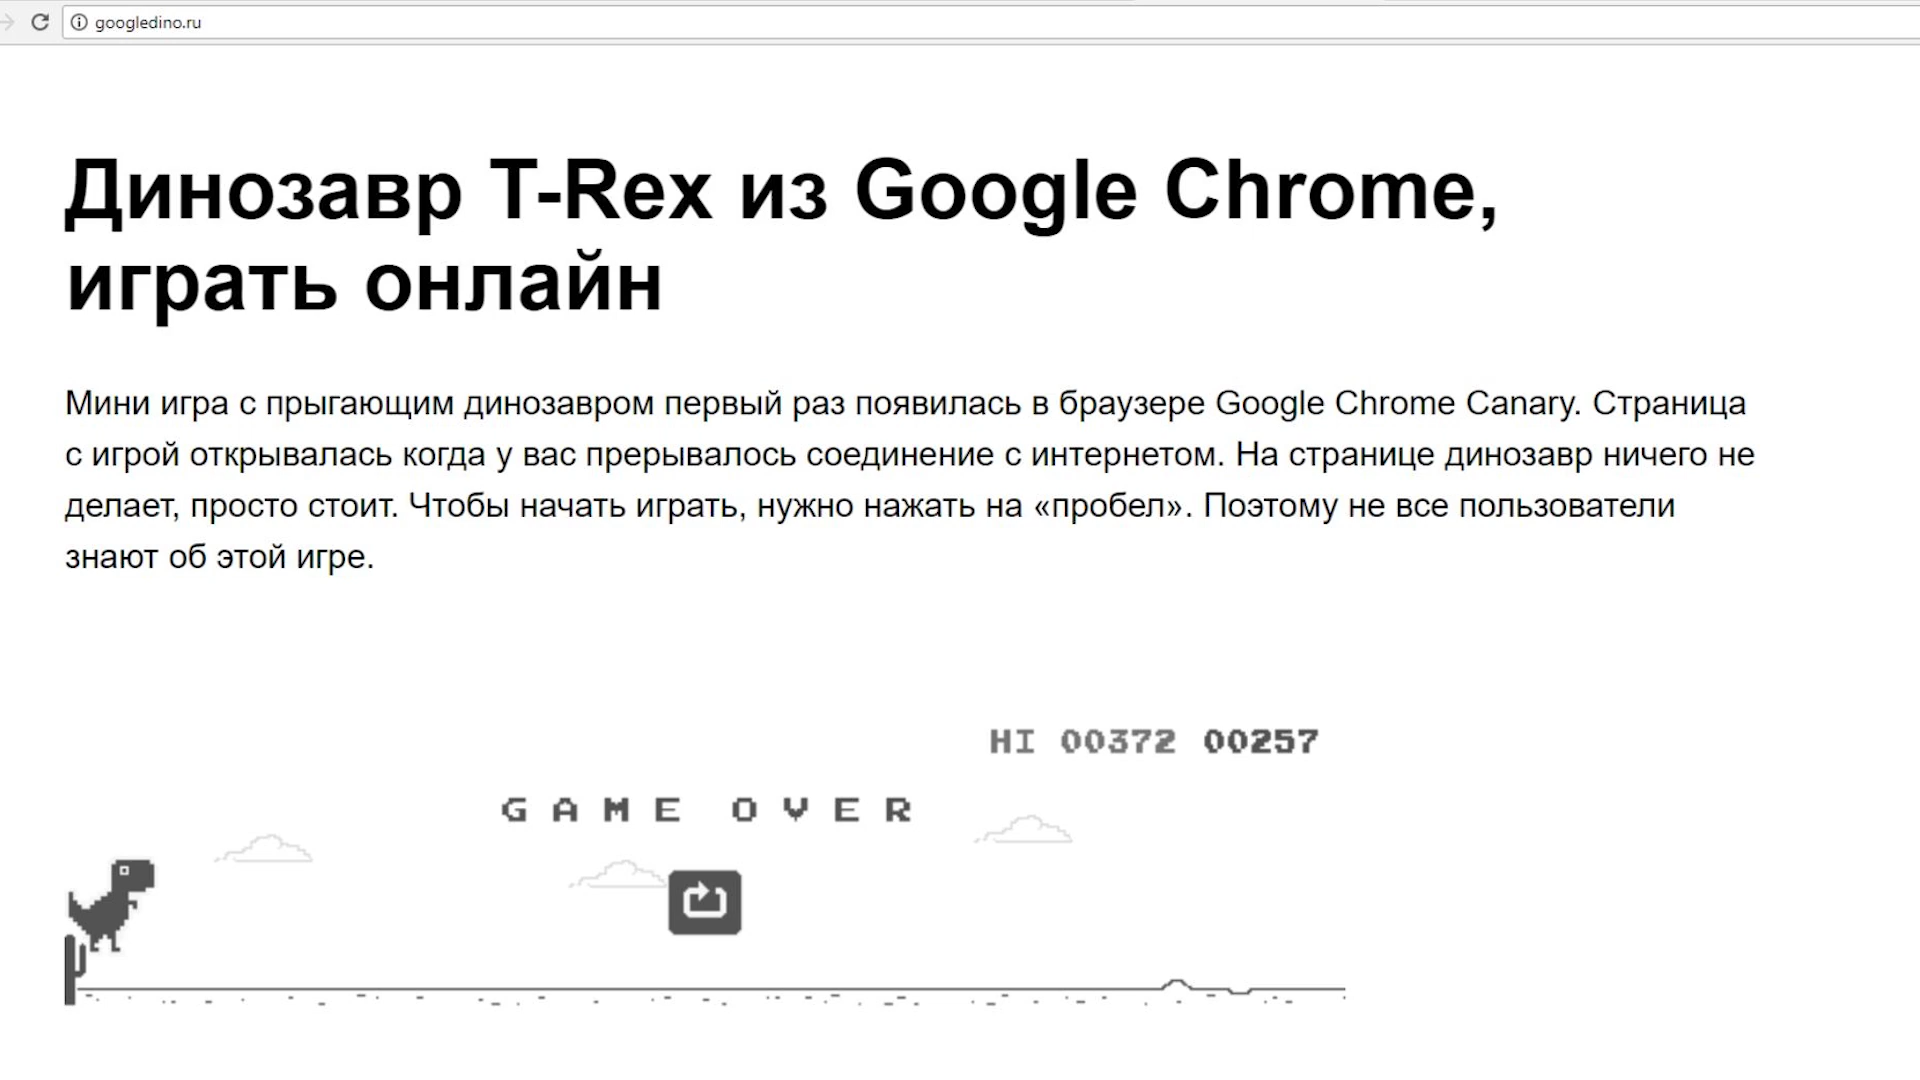 googledino.ru
Динозавр T-Rex из Google Chrome,
играть онлайн
Мини игра с прыгающим динозавром первый раз появилась в браузере Google Chrome Canary. Страница
с игрой открывалась когда у вас прерывалось соединение с интернетом. На странице динозавр ничего не
делает, просто стоит. Чтобы начать играть, нужно нажать на «пробел». Поэтому не все пользователи
знают об этой игре.
HI 00372 00257
GAME OVER